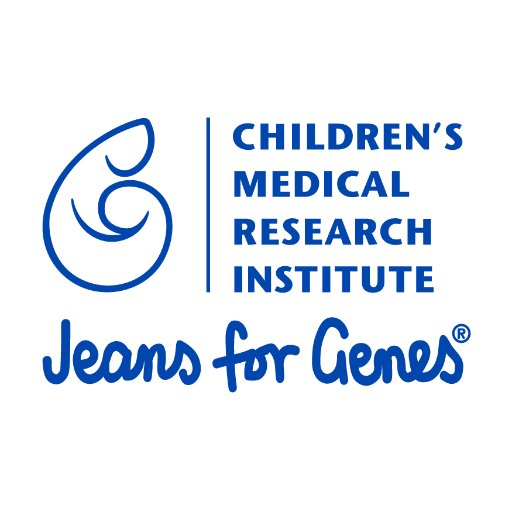 CHILDREN'S
MEDICAL
RESEARCH
INSTITUTE
Jeans for Genes®